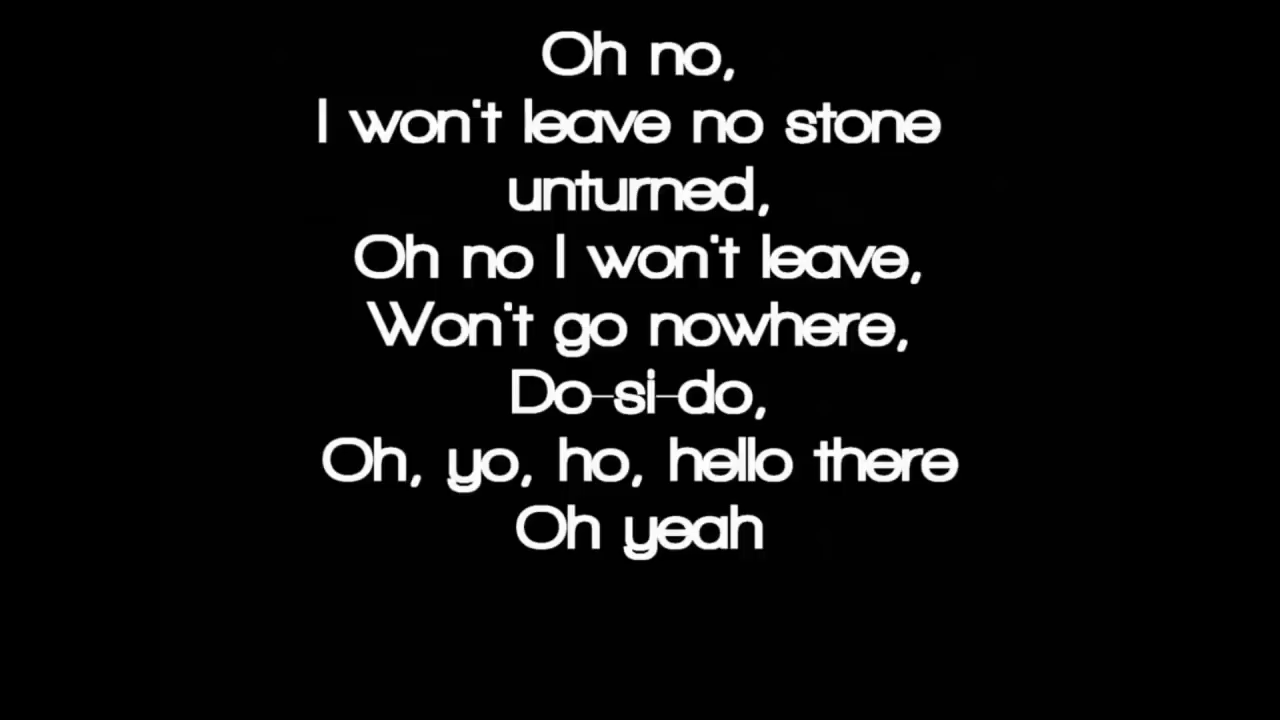 Oh no,
I won't leave no stone
unturned,
Oh no I won't leave,
Won't go nowhere,
Do-si-do,
Oh, yo, ho, hello there
Oh yeah